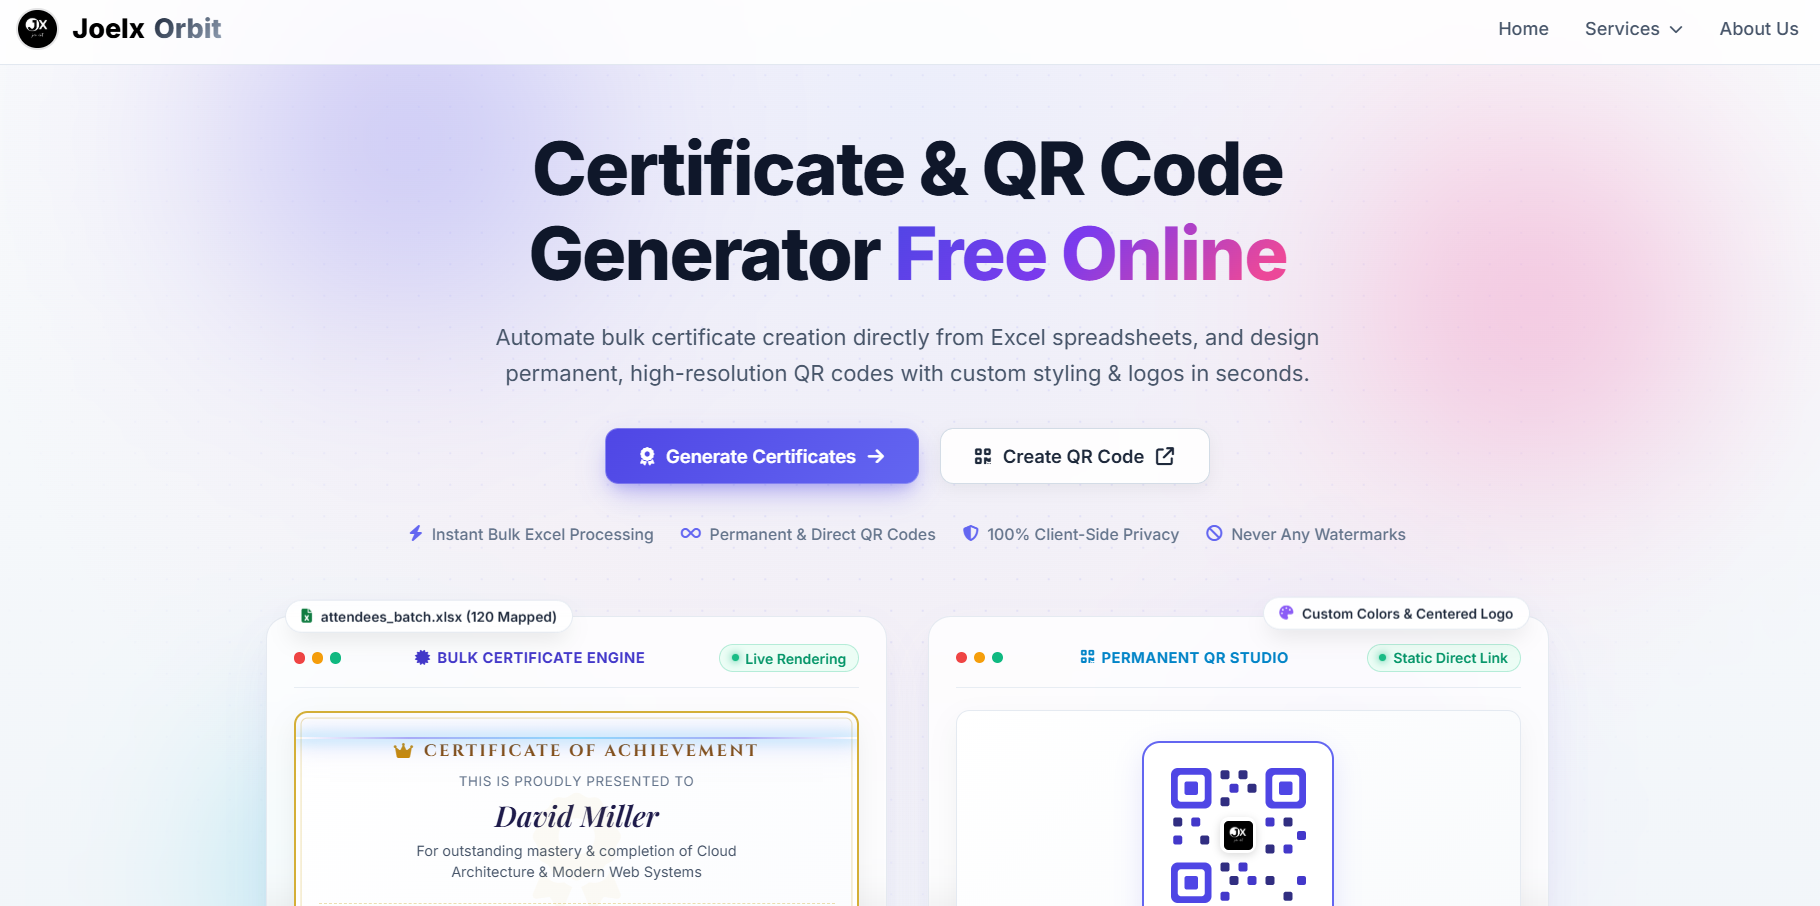 Joelx Orbit
Home
Services
About Us
Certificate & QR Code
Generator Free Online
Automate bulk certificate creation directly from Excel spreadsheets, and design
permanent, high-resolution QR codes with custom styling & logos in seconds.
Generate Certificates
Create QR Code
Instant Bulk Excel Processing
Permanent & Direct QR Codes
100% Client-Side Privacy
Never Any Watermarks
attendees_batch.xlsx (120 Mapped)
BULK CERTIFICATE ENGINE
Live Rendering
CERTIFICATE OF ACHIEVEMENT
THIS IS PROUDLY PRESENTED TO
David Miller
For outstanding mastery & completion of Cloud
Architecture & Modern Web Systems
Custom Colors & Centered Logo
PERMANENT QR STUDIO
Static Direct Link